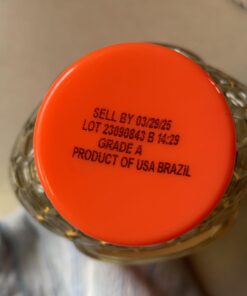 SELL BY 03/29/25
LOT 23090843 B 14:29
GRADE A
PRODUCT OF USA BRAZIL